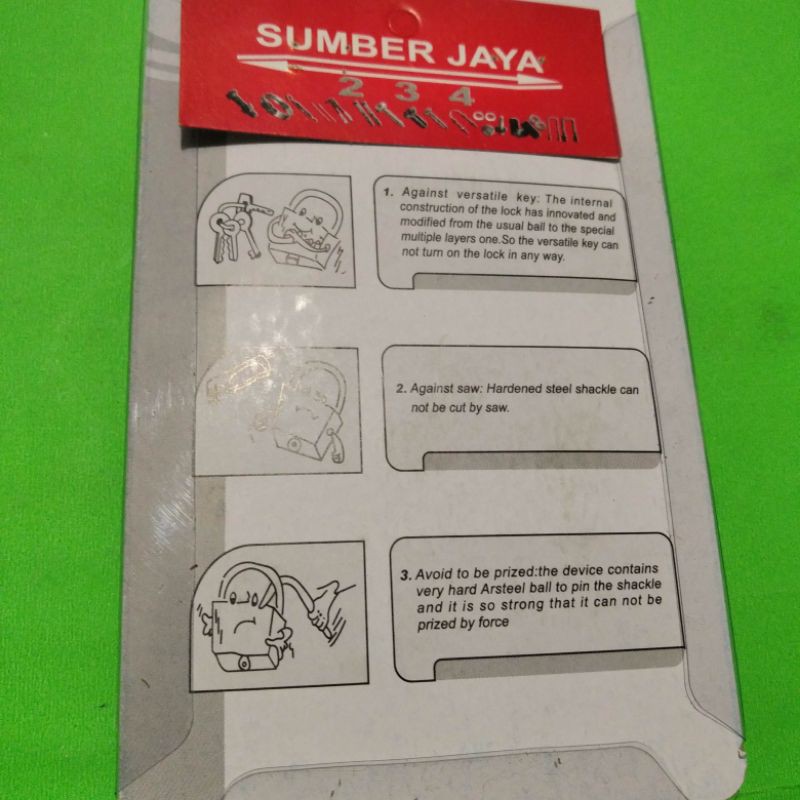 SUMBER JAYA
2 3 4
1. Against versatile key: The internal
construction of the lock has innovated and
modified from the usual ball to the special
multiple layers one.So the versatile key can
not turn on the lock in any way.
2. Against saw: Hardened steel shackle can
not be cut by saw.
3. Avoid to be prized:the device contains
very hard Arsteel ball to pin the shackle
and it is so strong that it can not be
prized by force